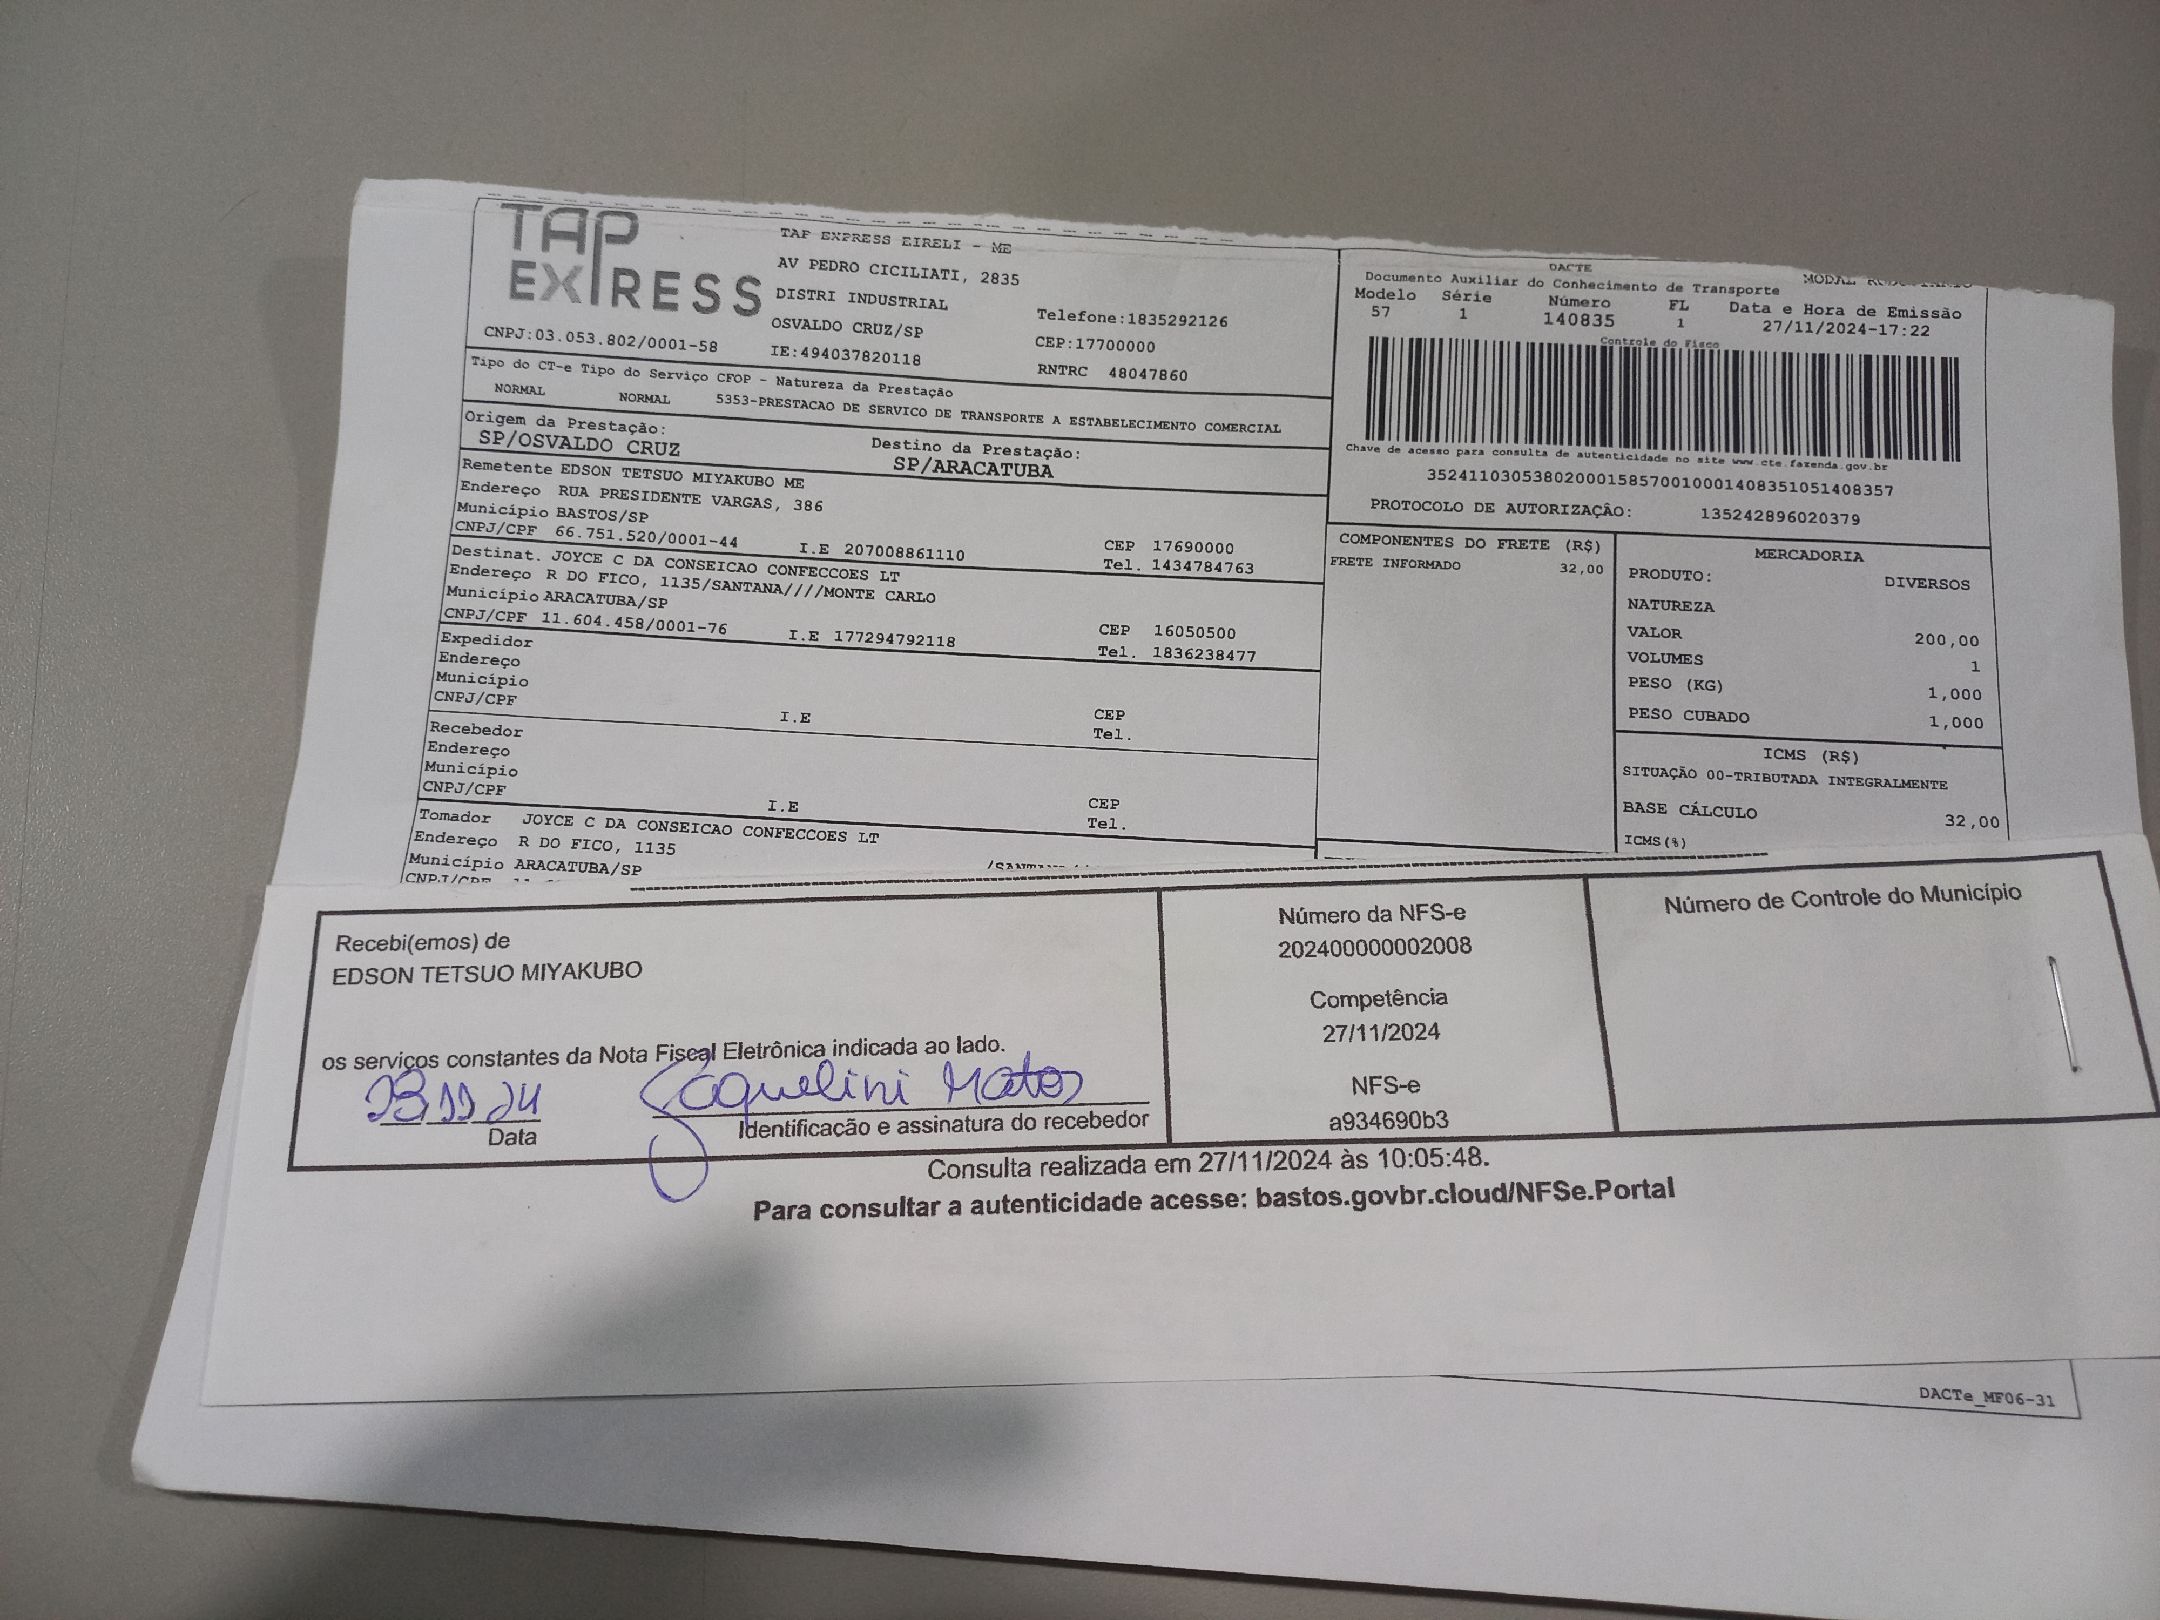 TAP
EXPRESS
CNPJ:03.053.802/0001-58
TAP EXPRESS EIRELI - ME
AV PEDRO CICILIATI, 2835
DISTRI INDUSTRIAL
OSVALDO CRUZ/SP
IE:494037820118
Telefone:1835292126
CEP:17700000
RNTRC 48047860
DACTE
Documento Auxiliar do Conhecimento de Transporte
Modelo Série Número FL Data e Hora de Emissão
57 1 140835 1 27/11/2024-17:22
Controle do Fisco
Chave de acesso para consulta de autenticidade no site www.cte.fazenda.gov.br
35241103053802000158570010001408351051408357
PROTOCOLO DE AUTORIZAÇÃO: 135242896020379
Tipo do CT-e Tipo do Serviço CFOP - Natureza da Prestação
NORMAL NORMAL 5353-PRESTACAO DE SERVICO DE TRANSPORTE A ESTABELECIMENTO COMERCIAL
Origem da Prestação: Destino da Prestação:
SP/OSVALDO CRUZ SP/ARACATUBA
Remetente EDSON TETSUO MIYAKUBO ME
Endereço RUA PRESIDENTE VARGAS, 386
Município BASTOS/SP CEP 17690000
CNPJ/CPF 66.751.520/0001-44 I.E 207008861110 Tel. 1434784763
Destinat. JOYCE C DA CONSEICAO CONFECCOES LT
Endereço R DO FICO, 1135/SANTANA////MONTE CARLO
Município ARACATUBA/SP CEP 16050500
CNPJ/CPF 11.604.458/0001-76 I.E 177294792118 Tel. 1836238477
Expedidor
Endereço
Município CEP
CNPJ/CPF I.E Tel.
Recebedor
Endereço
Município CEP
CNPJ/CPF I.E Tel.
Tomador JOYCE C DA CONSEICAO CONFECCOES LT
Endereço R DO FICO, 1135
Município ARACATUBA/SP
CNPJ/CPF
COMPONENTES DO FRETE (R$)
FRETE INFORMADO 32,00
MERCADORIA
PRODUTO: DIVERSOS
NATUREZA
VALOR 200,00
VOLUMES 1
PESO (KG) 1,000
PESO CUBADO 1,000
ICMS (R$)
SITUAÇÃO 00-TRIBUTADA INTEGRALMENTE
BASE CÁLCULO 32,00
ICMS(%)
Recebi(emos) de
EDSON TETSUO MIYAKUBO
os serviços constantes da Nota Fiscal Eletrônica indicada ao lado.
Jaquelini Matos
Data Identificação e assinatura do recebedor
Número da NFS-e
202400000002008
Competência
27/11/2024
NFS-e
a934690b3
Número de Controle do Município
Consulta realizada em 27/11/2024 às 10:05:48.
Para consultar a autenticidade acesse: bastos.govbr.cloud/NFSe.Portal
DACTe_MF06-31